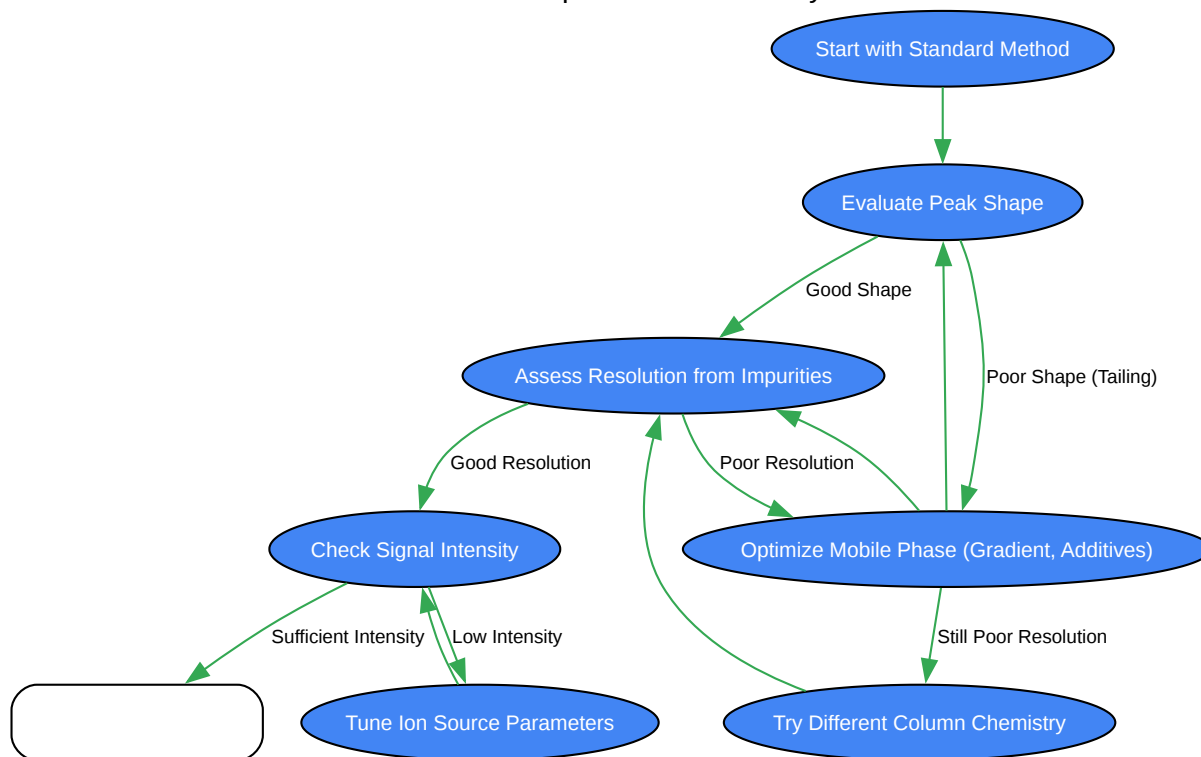 Start with Standard Method
Evaluate Peak Shape
Good Shape
Poor Shape (Tailing)
Assess Resolution from Impurities
Good Resolution
Poor Resolution
Check Signal Intensity
Optimize Mobile Phase (Gradient, Additives)
Sufficient Intensity
Low Intensity
Still Poor Resolution
Tune Ion Source Parameters
Try Different Column Chemistry